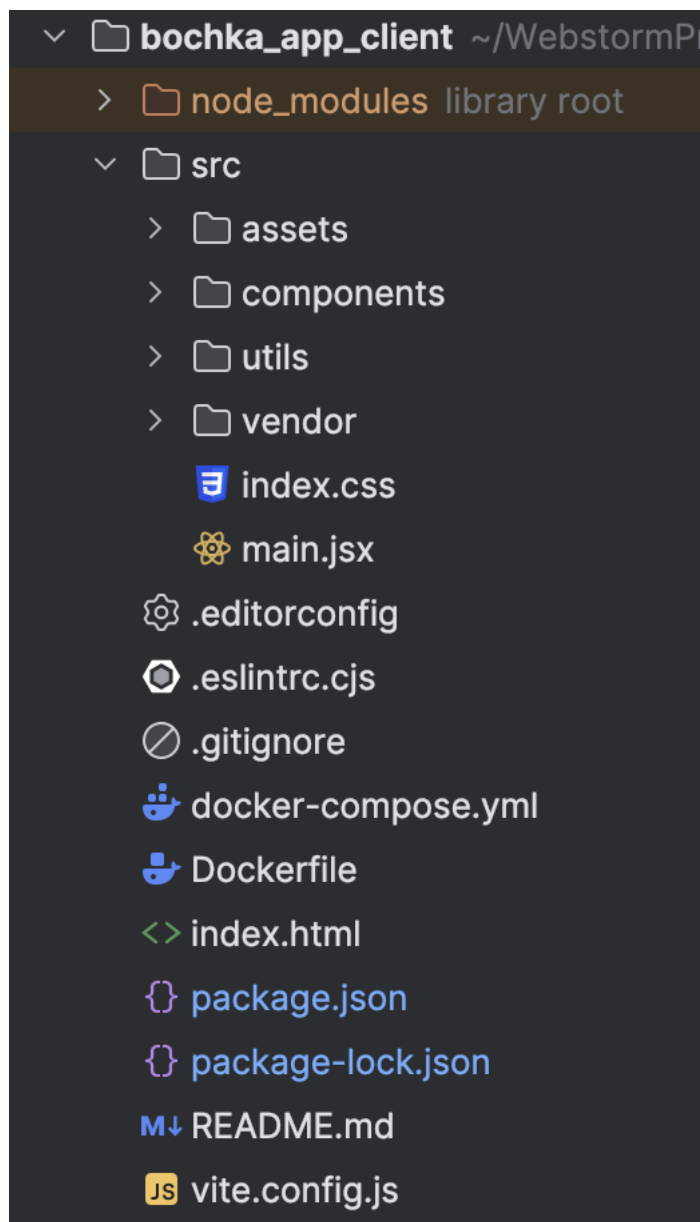 bochka_app_client ~/WebstormPr
node_modules library root
src
assets
components
utils
vendor
index.css
main.jsx
.editorconfig
.eslintrc.cjs
.gitignore
docker-compose.yml
Dockerfile
<> index.html
{} package.json
{} package-lock.json
M↓ README.md
JS vite.config.js